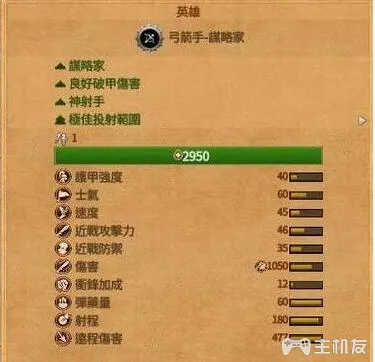 英雄
弓箭手-謀略家
謀略家
良好破甲傷害
神射手
極佳投射範圍
1
2950
護甲強度 40
士氣 60
速度 45
近戰攻擊力 46
近戰防禦 35
傷害 1050
衝鋒加成 12
彈藥量 60
射程 180
遠程傷害 477
主机友